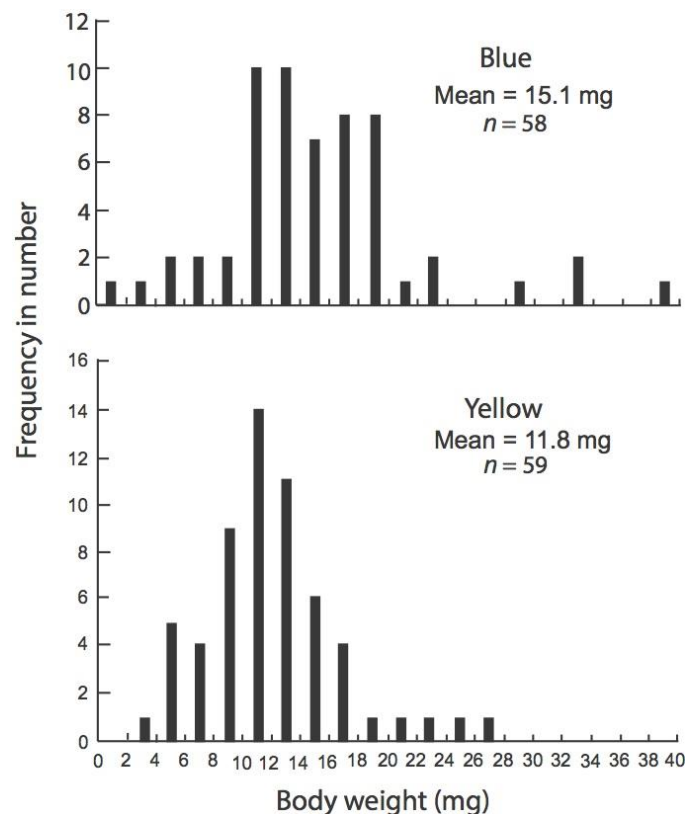 12
10
8
6
4
2
0
Blue
Mean = 15.1 mg
n = 58
Frequency in number
16
14
12
10
8
6
4
2
0
Yellow
Mean = 11.8 mg
n = 59
0 2 4 6 8 10 12 14 16 18 20 22 24 26 28 30 32 34 36 38 40
Body weight (mg)